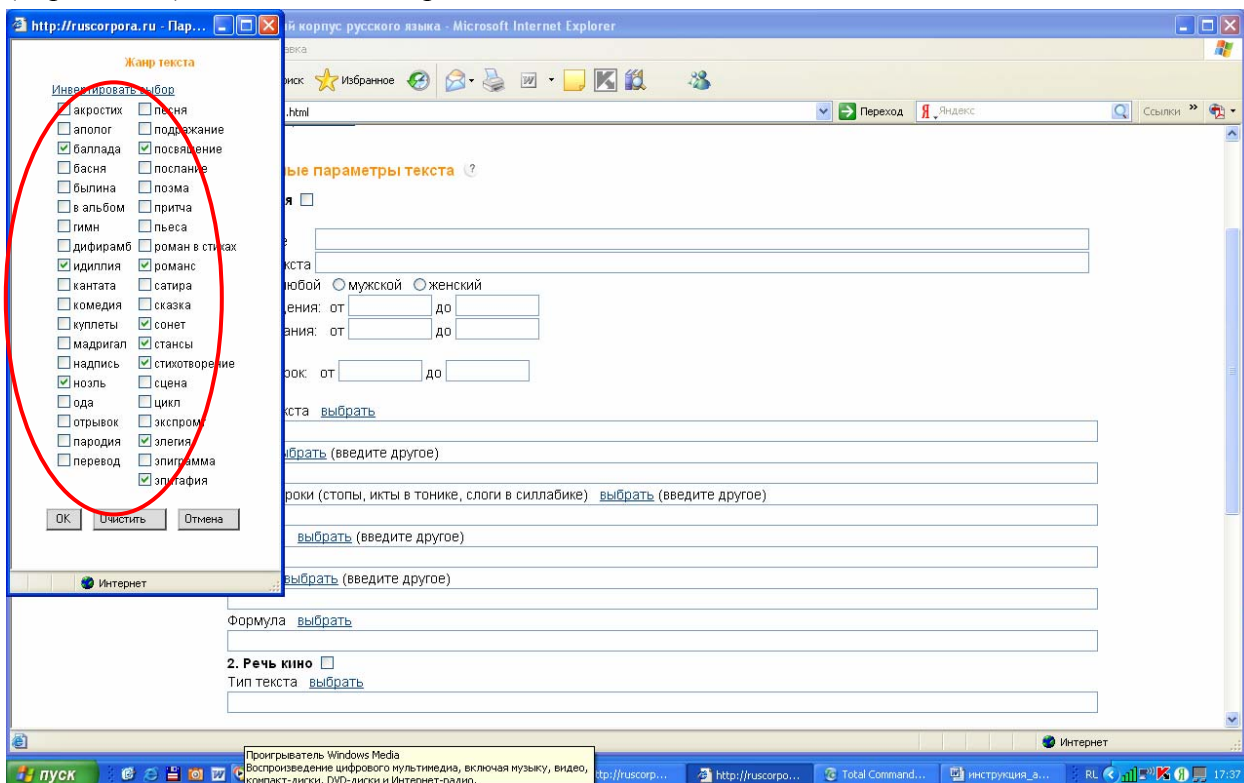 http://ruscorpora.ru - Пар...
й корпус русского языка - Microsoft Internet Explorer
Жанр текста
Инвертировать выбор
акростих песня
аполог подражание
баллада посвящение
басня послание
былина поэма
в альбом притча
гимн пьеса
дифирамб роман в стихах
идиллия романс
кантата сатира
комедия сказка
куплеты сонет
мадригал стансы
надпись стихотворение
ноэль сцена
ода цикл
отрывок экспромт
пародия элегия
перевод эпиграмма
эпитафия
OK Очистить Отмена
Интернет
Избранное
.html Переход Яндекс Ссылки »
ые параметры текста ?
я
е
кста
любой мужской женский
ения: от до
ания: от до
рок: от до
кста выбрать
ыбрать (введите другое)
роки (стопы, икты в тонике, слоги в силлабике) выбрать (введите другое)
выбрать (введите другое)
выбрать (введите другое)
Формула выбрать
2. Речь кино
Тип текста выбрать
Интернет
Проигрыватель Windows Media
Воспроизведение цифрового мультимедиа, включая музыку, видео,
компакт-диски, DVD-диски и Интернет-радио.
пуск ttp://ruscorp... http://ruscorpo... Total Command... инструкция_а... RL 17:37